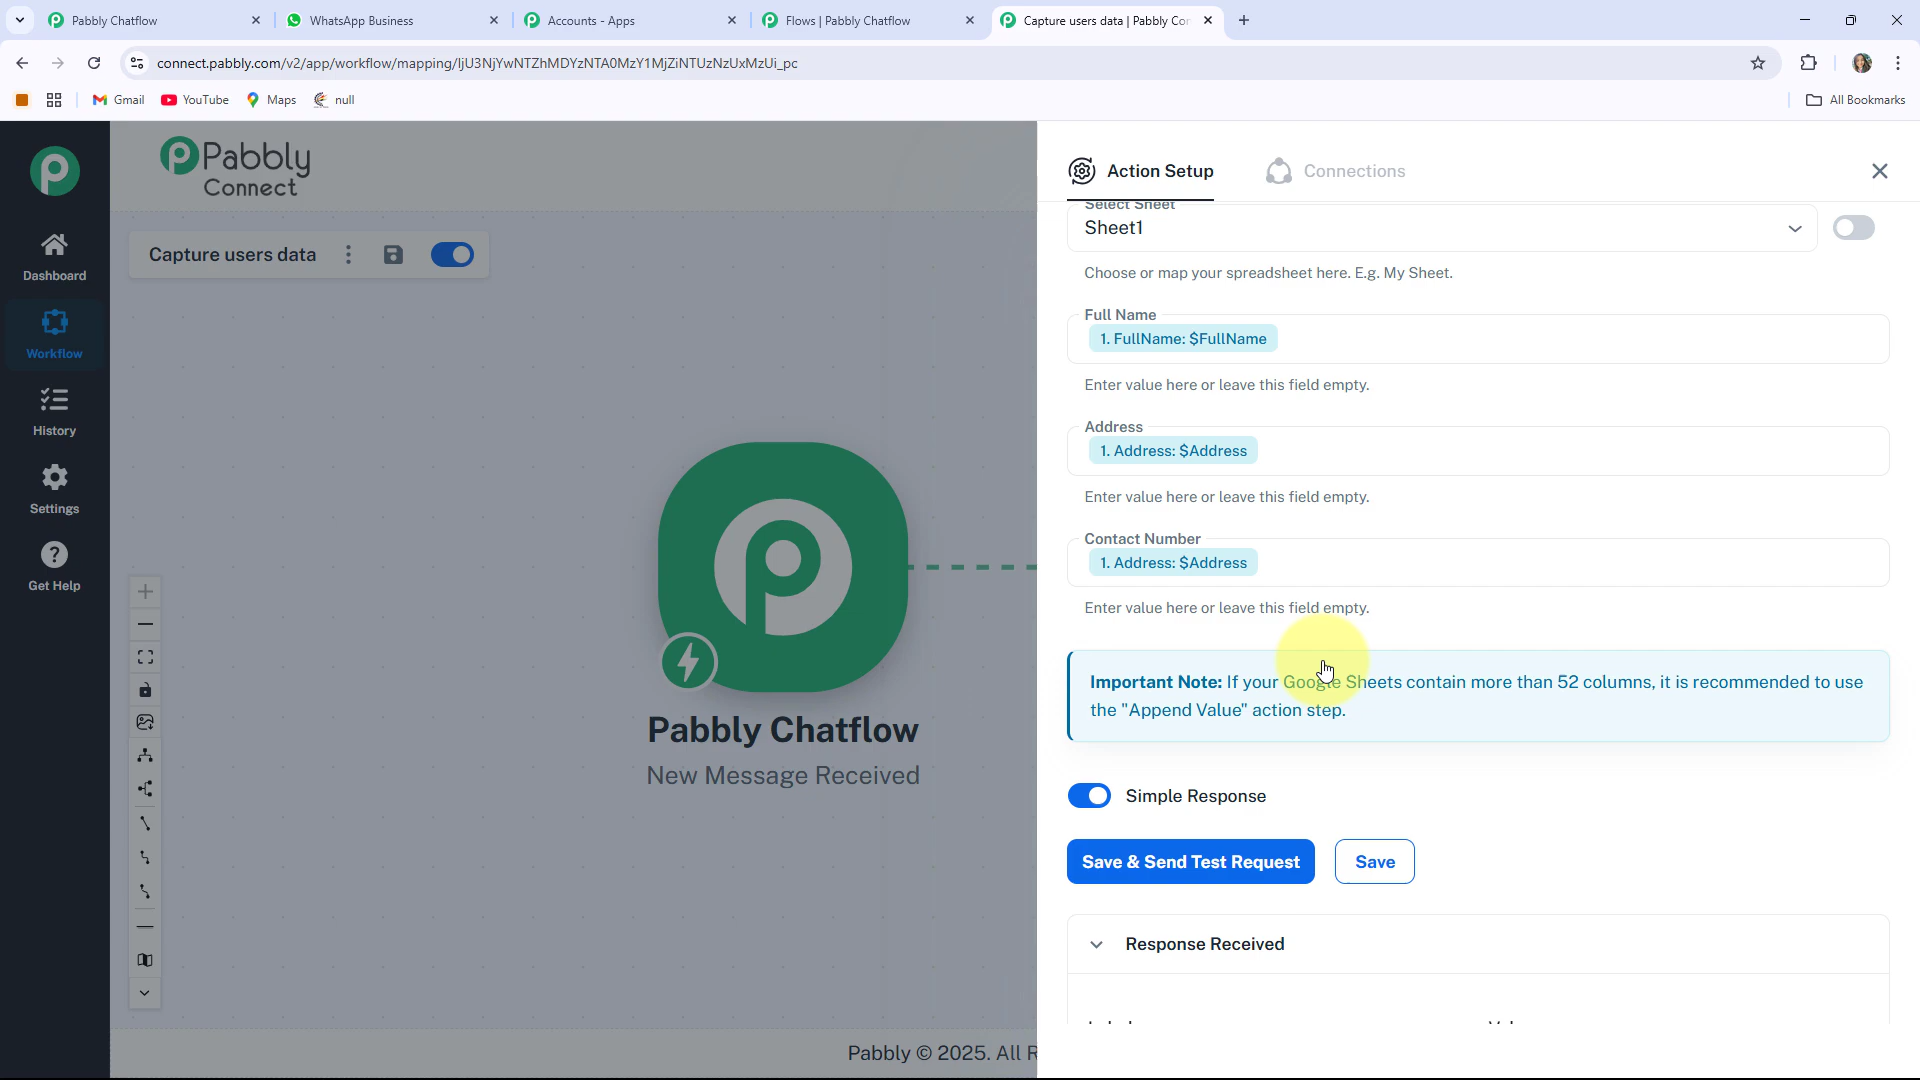 Pabbly Chatflow
WhatsApp Business
Accounts - Apps
Flows | Pabbly Chatflow
Capture users data | Pabbly Co
connect.pabbly.com/v2/app/workflow/mapping/IjU3NjYwNTZhMDYzNTA0MzY1MjZiNTUzNzUxMzUi_pc
Gmail
YouTube
Maps
null
All Bookmarks
Pabbly
Connect
Dashboard
Workflow
History
Settings
Get Help
Capture users data
Pabbly Chatflow
New Message Received
Pabbly © 2025. All R
Action Setup
Connections
Select Sheet
Sheet1
Choose or map your spreadsheet here. E.g. My Sheet.
Full Name
1. FullName: $FullName
Enter value here or leave this field empty.
Address
1. Address: $Address
Enter value here or leave this field empty.
Contact Number
1. Address: $Address
Enter value here or leave this field empty.
Important Note: If your Google Sheets contain more than 52 columns, it is recommended to use
the "Append Value" action step.
Simple Response
Save & Send Test Request
Save
Response Received